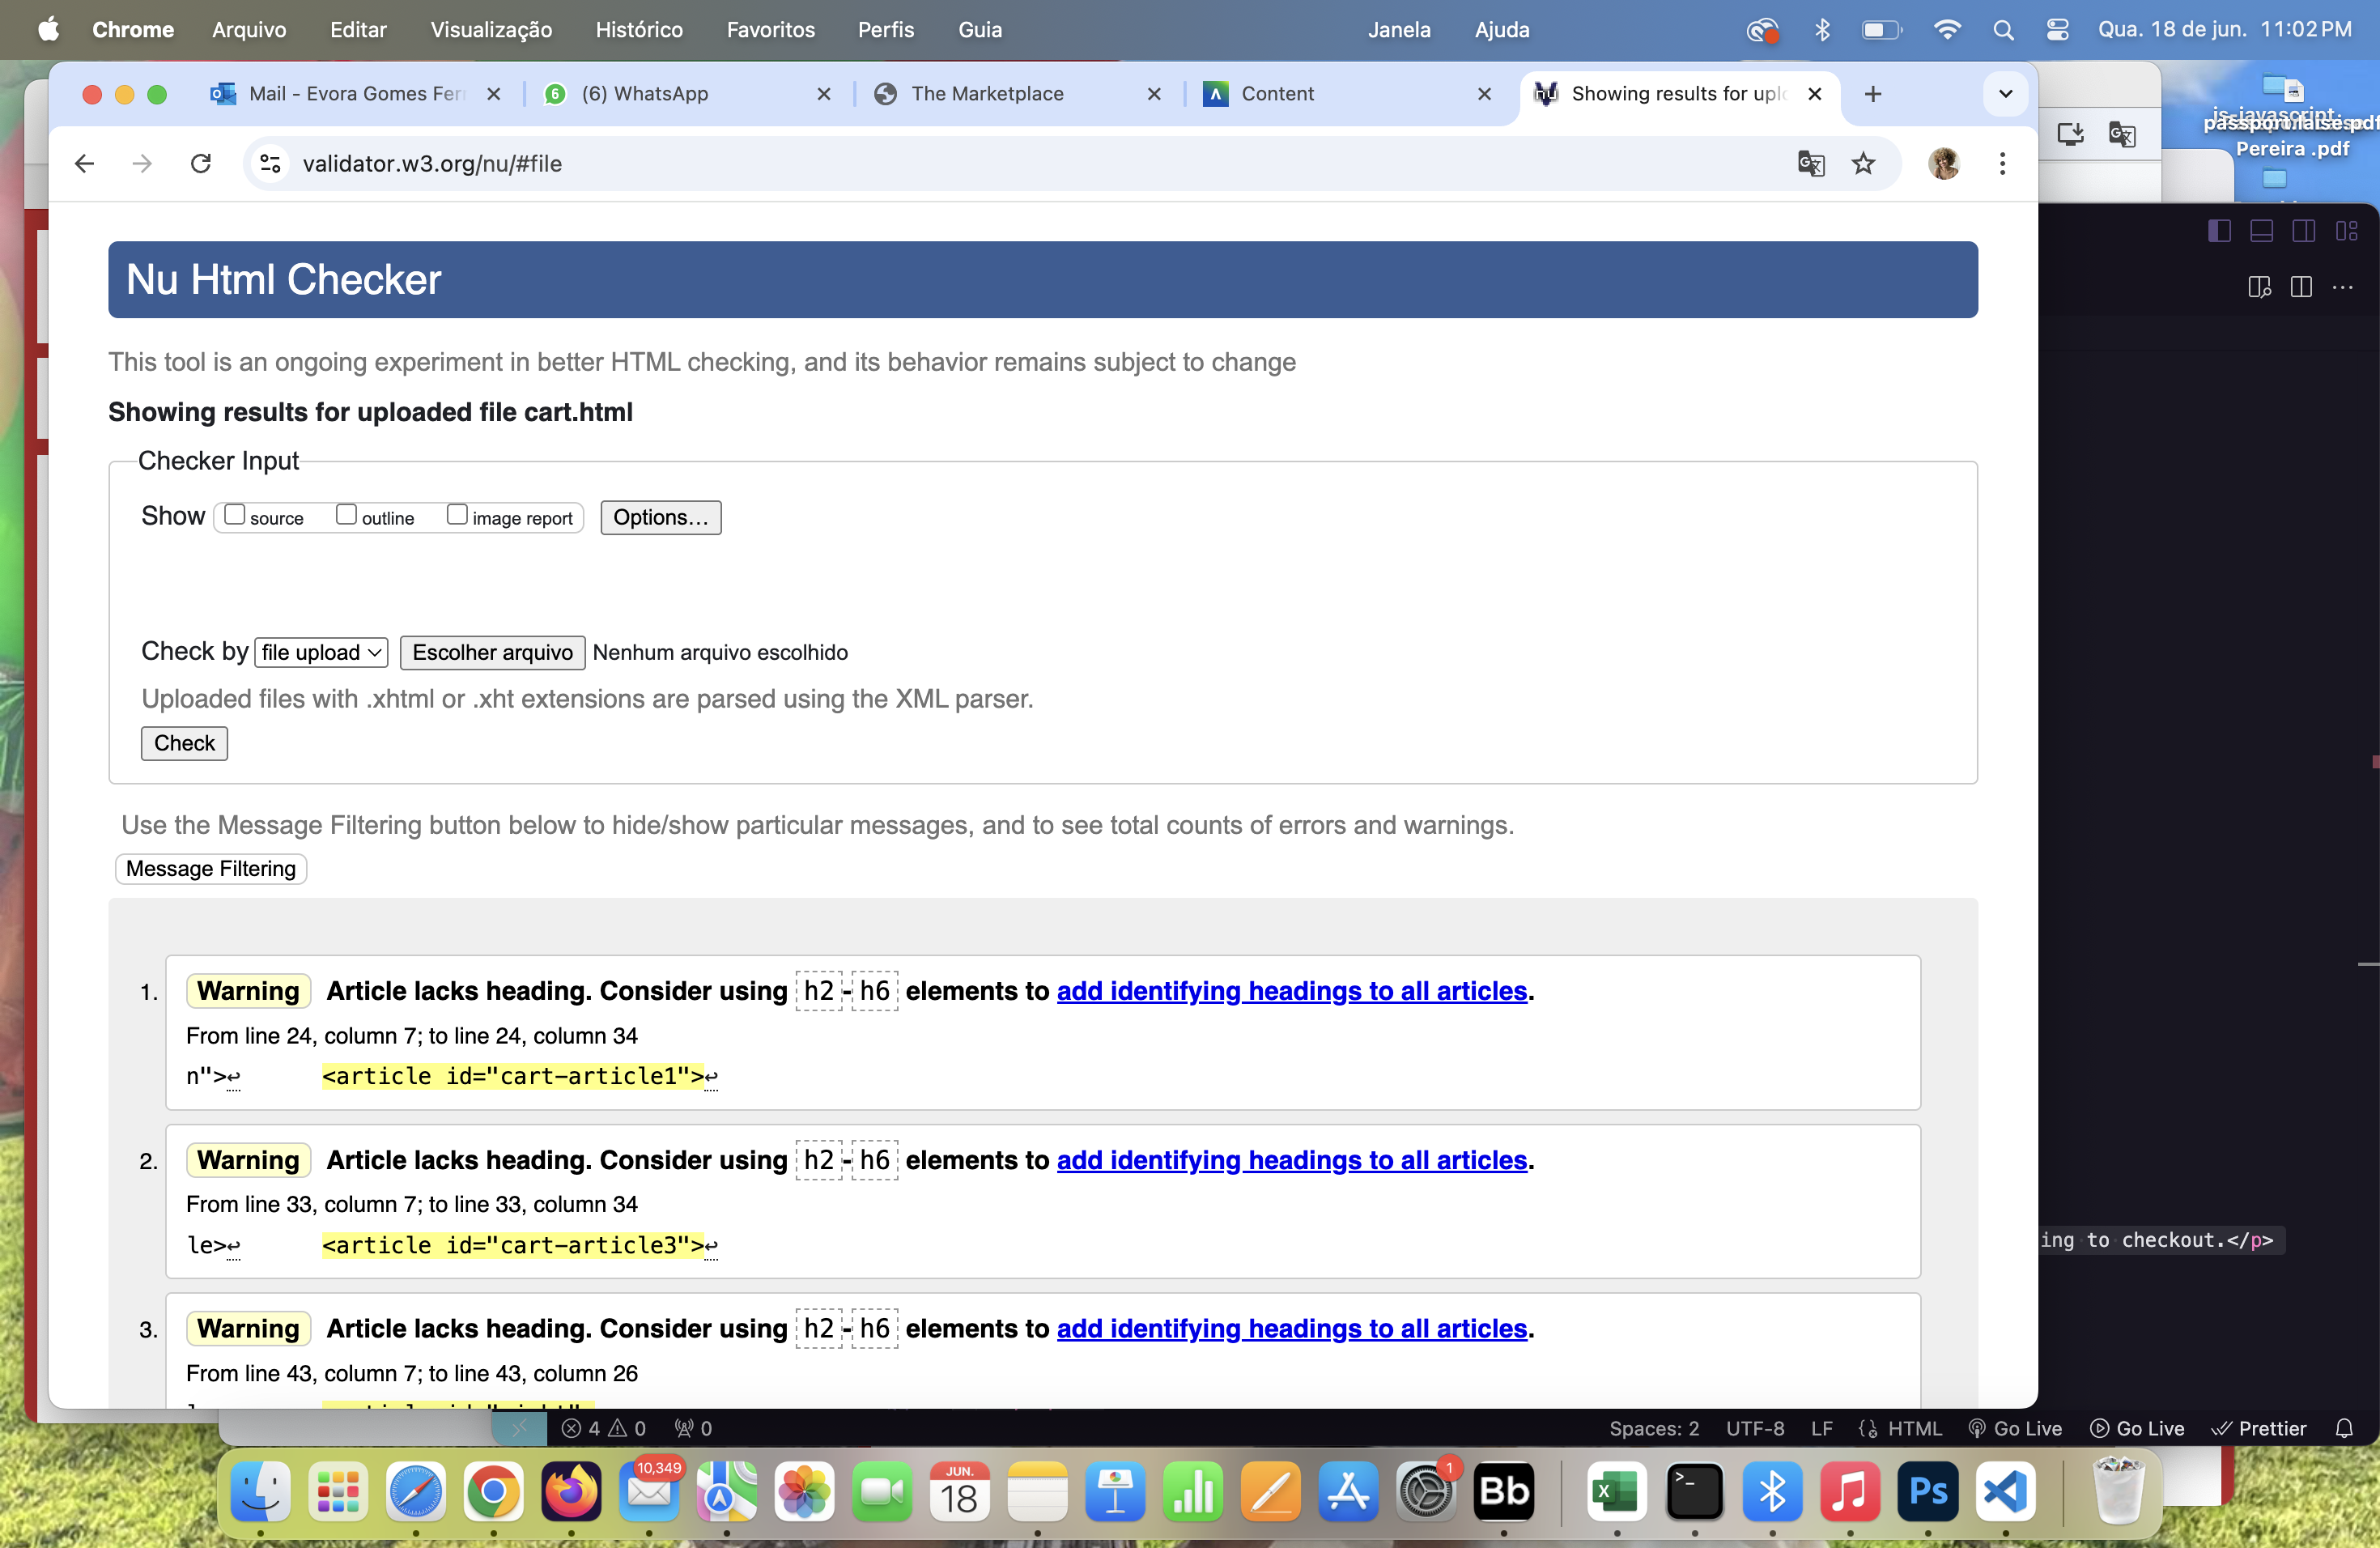 Chrome Arquivo Editar Visualização Histórico Favoritos Perfis Guia Janela Ajuda Qua. 18 de jun. 11:02 PM
Mail - Evora Gomes Fer
6 (6) WhatsApp
The Marketplace
Content
nu Showing results for uplo
validator.w3.org/nu/#file
Pereira .pdf
Nu Html Checker
This tool is an ongoing experiment in better HTML checking, and its behavior remains subject to change
Showing results for uploaded file cart.html
Checker Input
Show source outline image report Options...
Check by file upload Escolher arquivo Nenhum arquivo escolhido
Uploaded files with .xhtml or .xht extensions are parsed using the XML parser.
Check
Use the Message Filtering button below to hide/show particular messages, and to see total counts of errors and warnings.
Message Filtering
1. Warning Article lacks heading. Consider using h2-h6 elements to add identifying headings to all articles.
From line 24, column 7; to line 24, column 34
n">↩ <article id="cart-article1">↩
2. Warning Article lacks heading. Consider using h2-h6 elements to add identifying headings to all articles.
From line 33, column 7; to line 33, column 34
le>↩ <article id="cart-article3">↩
ing to checkout.</p>
3. Warning Article lacks heading. Consider using h2-h6 elements to add identifying headings to all articles.
From line 43, column 7; to line 43, column 26
4 0 0 Spaces: 2 UTF-8 LF HTML Go Live Go Live Prettier
10,349
JUN.
18
1
Bb
X
>_
Ps